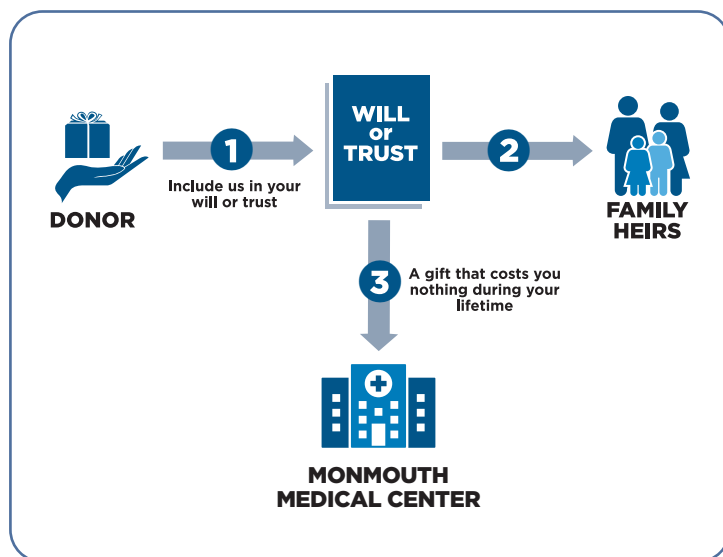 1
Include us in your
will or trust
DONOR
WILL
or
TRUST
2
FAMILY
HEIRS
3
A gift that costs you
nothing during your
lifetime
MONMOUTH
MEDICAL CENTER